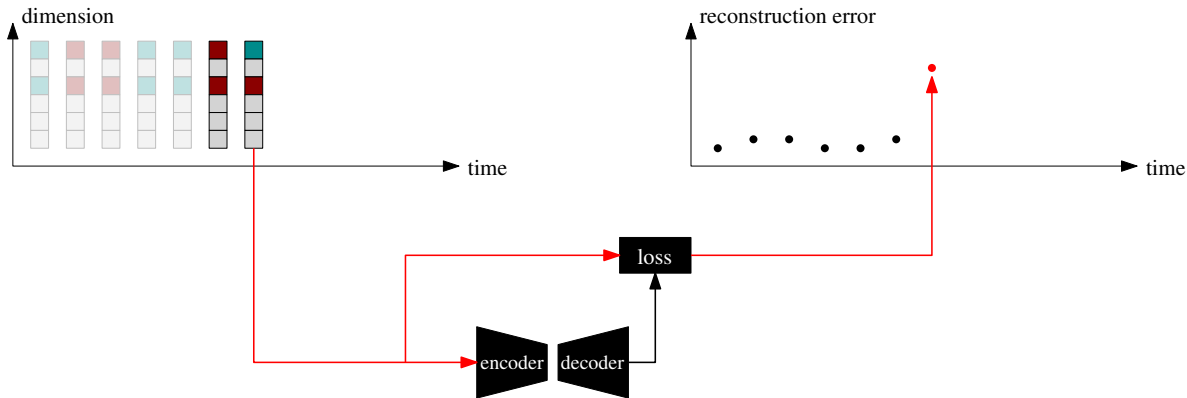 dimension
reconstruction error
time
time
loss
encoder
decoder